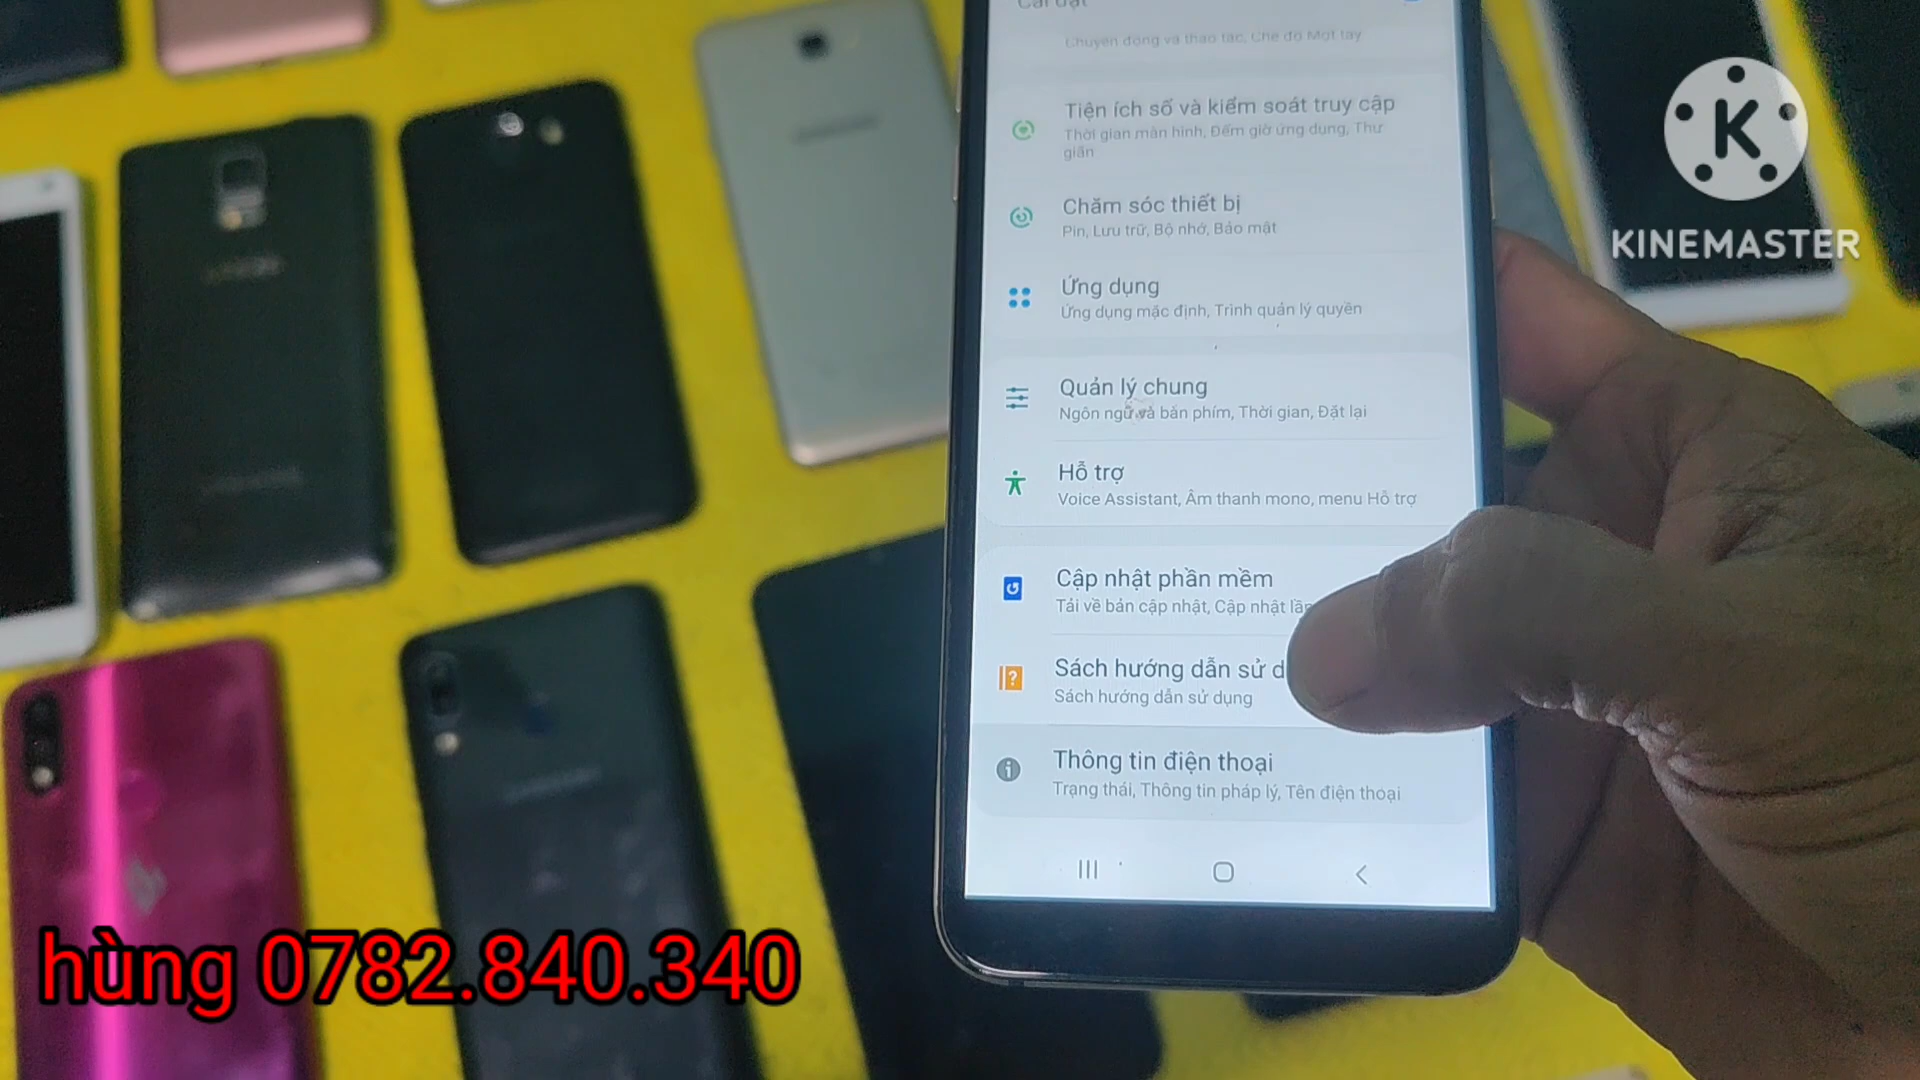 Cài đặt
Chuyển động và thao tác, Chế độ Một tay
Tiện ích số và kiểm soát truy cập
Thời gian màn hình, Đếm giờ ứng dụng, Thư
giãn
Chăm sóc thiết bị
Pin, Lưu trữ, Bộ nhớ, Bảo mật
Ứng dụng
Ứng dụng mặc định, Trình quản lý quyền
Quản lý chung
Ngôn ngữ và bàn phím, Thời gian, Đặt lại
Hỗ trợ
Voice Assistant, Âm thanh mono, menu Hỗ trợ
Cập nhật phần mềm
Tải về bản cập nhật, Cập nhật lần
Sách hướng dẫn sử d
Sách hướng dẫn sử dụng
Thông tin điện thoại
Trạng thái, Thông tin pháp lý, Tên điện thoại
K
KINEMASTER
hùng 0782.840.340